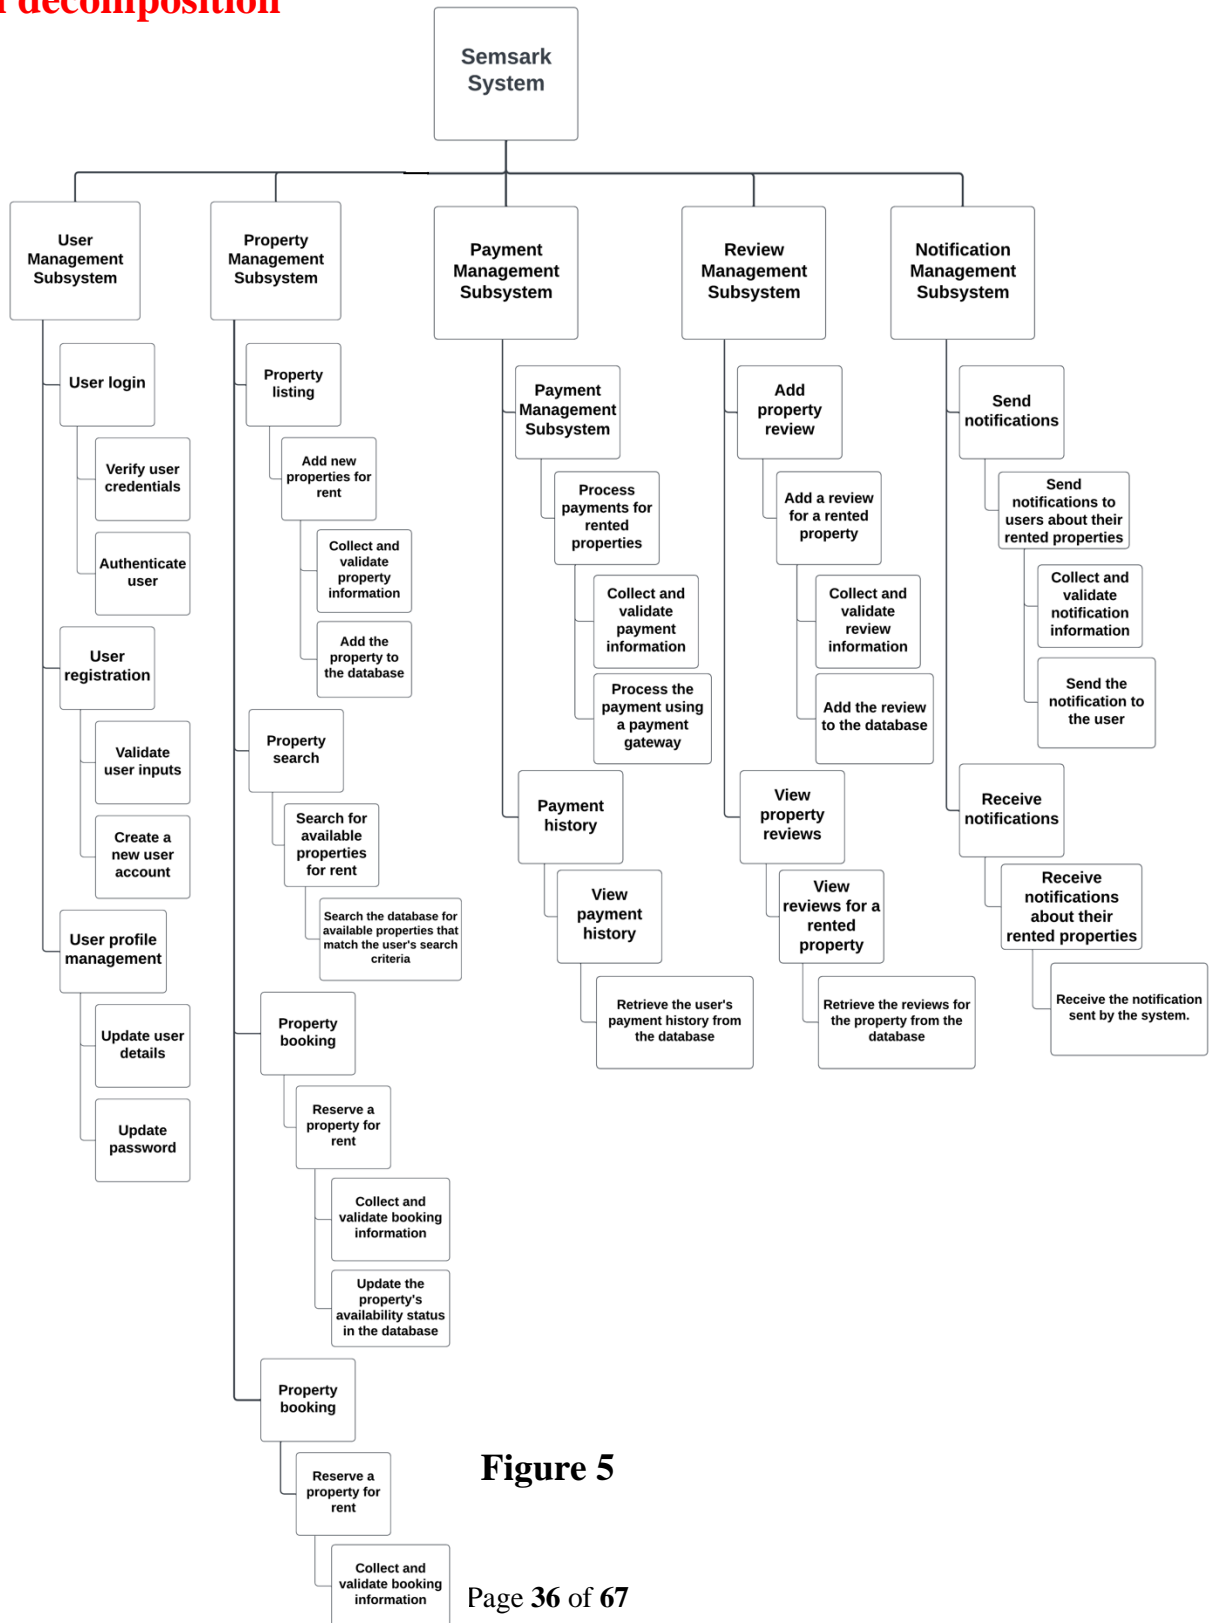 decomposition
Semsark
System
User
Management
Subsystem
User login
Verify user
credentials
Authenticate
user
User
registration
Validate
user inputs
Create a
new user
account
User profile
management
Update user
details
Update
password
Property
Management
Subsystem
Property
listing
Add new
properties for
rent
Collect and
validate
property
information
Add the
property to
the database
Property
search
Search for
available
properties
for rent
Search the database for
available properties that
match the user's search
criteria
Property
booking
Reserve a
property for
rent
Collect and
validate booking
information
Update the
property's
availability status
in the database
Property
booking
Reserve a
property for
rent
Collect and
validate booking
information
Payment
Management
Subsystem
Payment
Management
Subsystem
Process
payments for
rented
properties
Collect and
validate
payment
information
Process the
payment using
a payment
gateway
Payment
history
View
payment
history
Retrieve the user's
payment history from
the database
Review
Management
Subsystem
Add
property
review
Add a review
for a rented
property
Collect and
validate
review
information
Add the review
to the database
View
property
reviews
View
reviews for a
rented
property
Retrieve the reviews for
the property from the
database
Notification
Management
Subsystem
Send
notifications
Send
notifications to
users about their
rented properties
Collect and
validate
notification
information
Send the
notification to
the user
Receive
notifications
Receive
notifications
about their
rented properties
Receive the notification
sent by the system.
Figure 5
Page 36 of 67